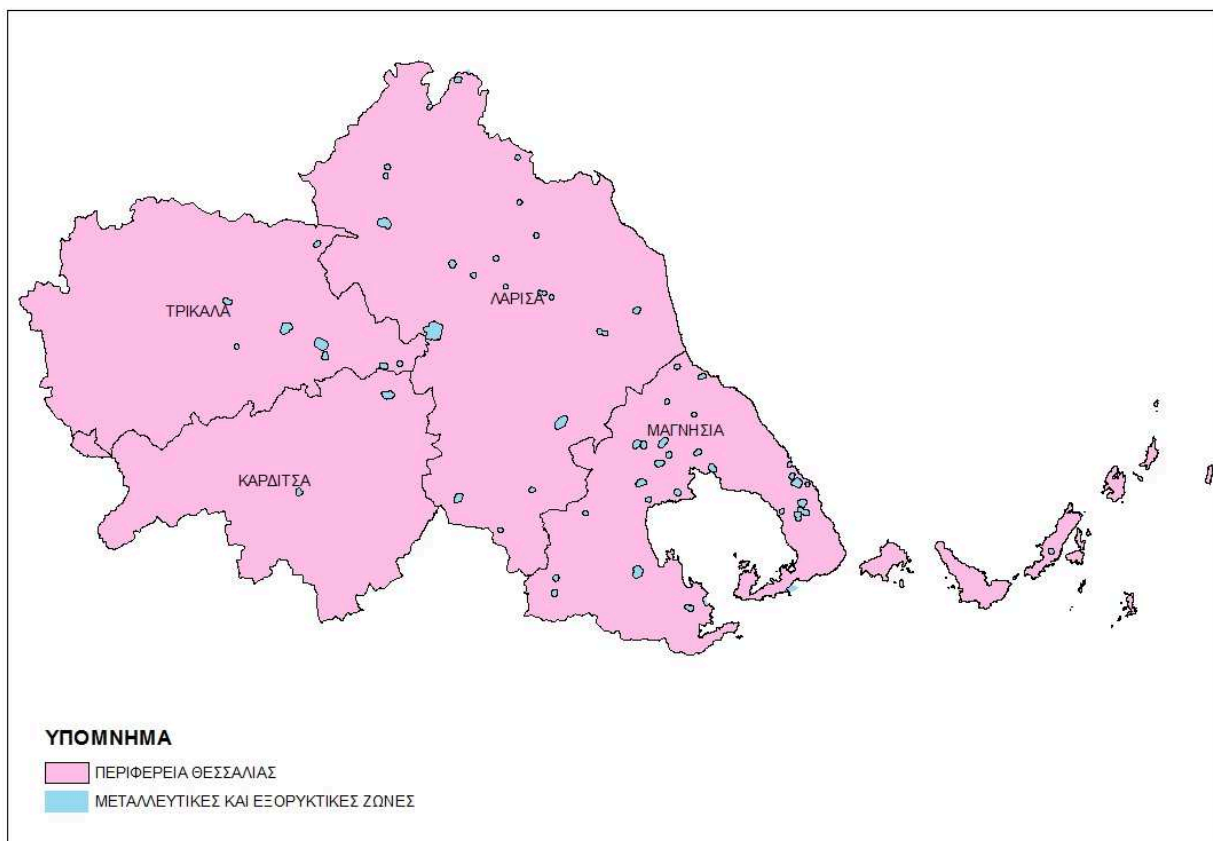 ΛΑΡΙΣΑ
ΤΡΙΚΑΛΑ
ΜΑΓΝΗΣΙΑ
ΚΑΡΔΙΤΣΑ
ΥΠΟΜΝΗΜΑ
ΠΕΡΙΦΕΡΕΙΑ ΘΕΣΣΑΛΙΑΣ
ΜΕΤΑΛΛΕΥΤΙΚΕΣ ΚΑΙ ΕΞΟΡΥΚΤΙΚΕΣ ΖΩΝΕΣ